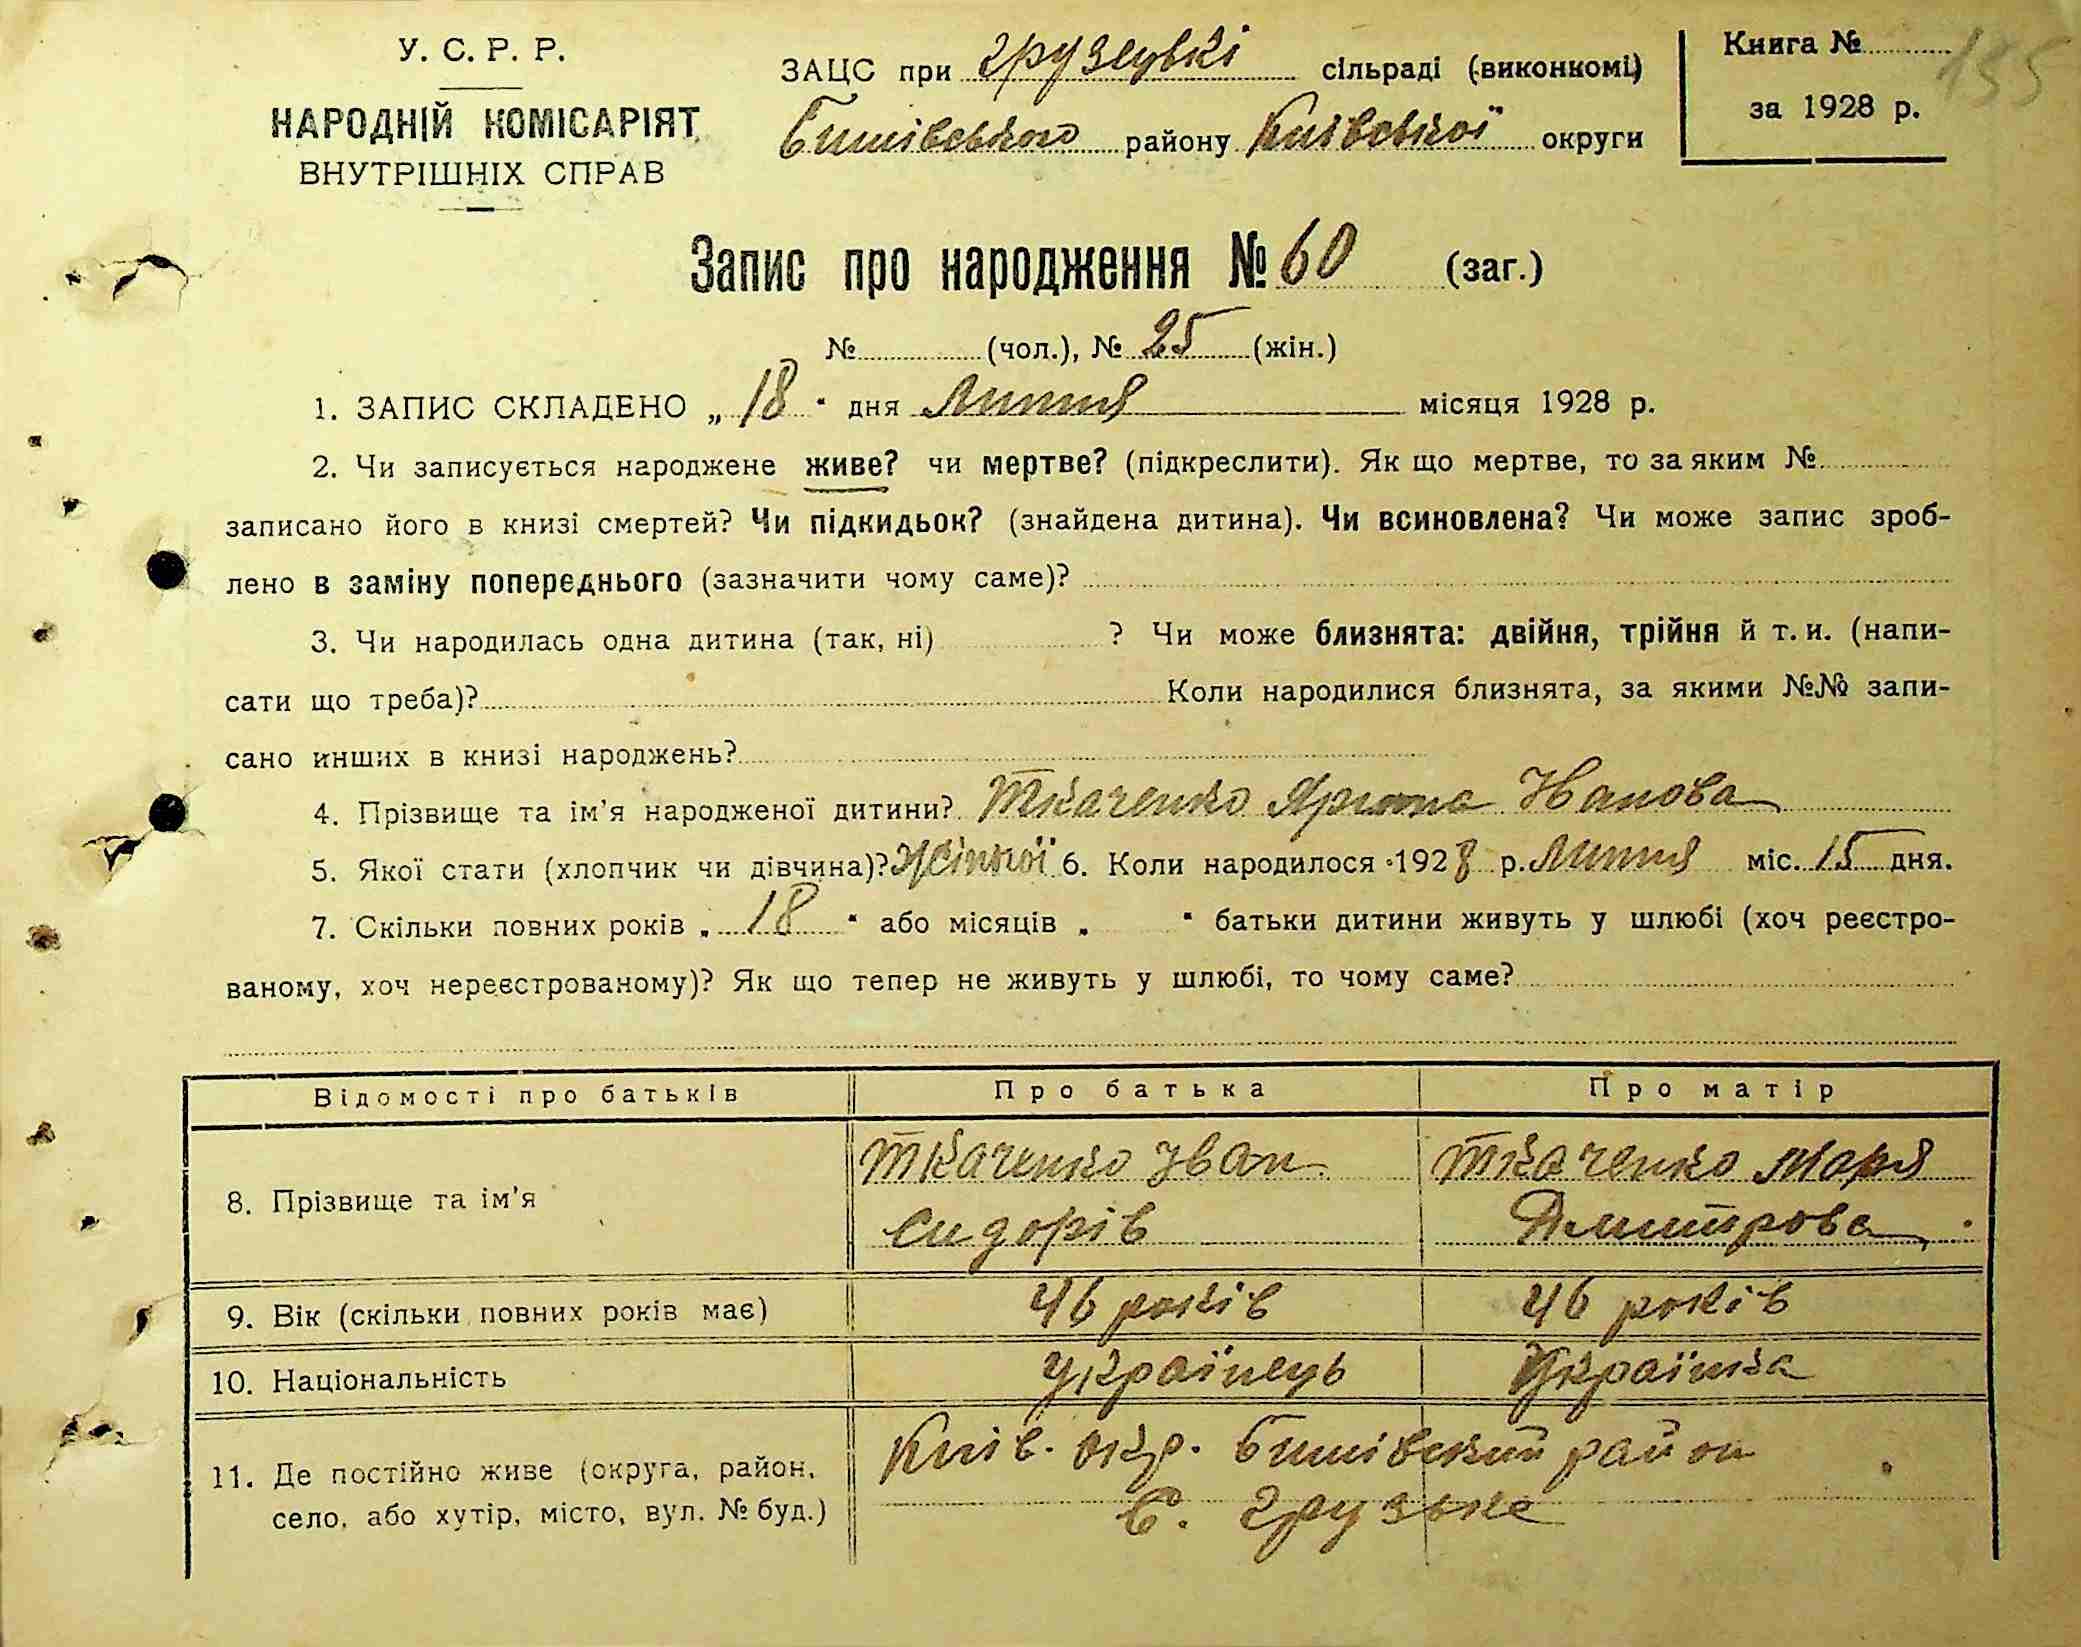 У. С. Р. Р.
НАРОДНІЙ КОМІСАРІЯТ
ВНУТРІШНІХ СПРАВ
ЗАЦС при грузецькі сільраді (виконкомі)
Бишівського району Київської округи
Книга №
155
за 1928 р.
Запис про народження № 60 (заг.)
№ (чол.), № 25 (жін.)
1. ЗАПИС СКЛАДЕНО „ 18 “ дня Липня місяця 1928 р.
2. Чи записується народжене живе? чи мертве? (підкреслити). Як що мертве, то за яким №
записано його в книзі смертей? Чи підкидьок? (знайдена дитина). Чи всиновлена? Чи може запис зроб-
лено в заміну попереднього (зазначити чому саме)?
3. Чи народилась одна дитина (так, ні) ? Чи може близнята: двійня, трійня й т. и. (напи-
сати що треба)? Коли народилися близнята, за якими №№ запи-
сано инших в книзі народжень?
4. Прізвище та ім'я народженої дитини? Ткаченко Ярина Иванова
5. Якої стати (хлопчик чи дівчина)? Жіпкої 6. Коли народилося 1928 р. Липня міс. 15 дня.
7. Скільки повних років „ 18 “ або місяців „ “ батьки дитини живуть у шлюбі (хоч реєстро-
ваному, хоч нереєстрованому)? Як що тепер не живуть у шлюбі, то чому саме?
Відомості про батьків Про батька Про матір
8. Прізвище та ім'я
Ткаченко Іван Сидорів
Ткаченко Маря Дмитрова
9. Вік (скільки повних років має) 46 років 46 років
10. Національність українець Українка
11. Де постійно живе (округа, район,
село, або хутір, місто, вул. № буд.)
Київ. окр. Бишівский район
с. Грузьке